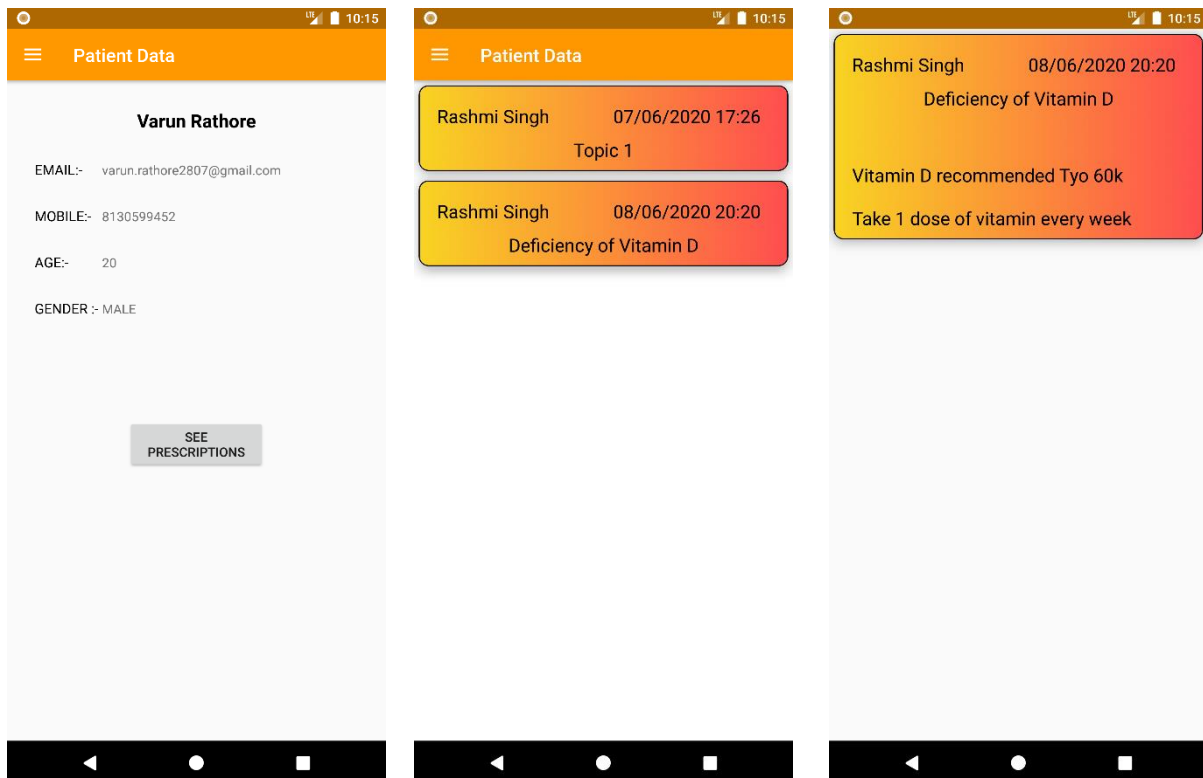 LTE 10:15
Patient Data
Varun Rathore
EMAIL:- varun.rathore2807@gmail.com
MOBILE:- 8130599452
AGE:- 20
GENDER :- MALE
SEE
PRESCRIPTIONS
LTE 10:15
Patient Data
Rashmi Singh 07/06/2020 17:26
Topic 1
Rashmi Singh 08/06/2020 20:20
Deficiency of Vitamin D
LTE 10:15
Rashmi Singh 08/06/2020 20:20
Deficiency of Vitamin D
Vitamin D recommended Tyo 60k
Take 1 dose of vitamin every week